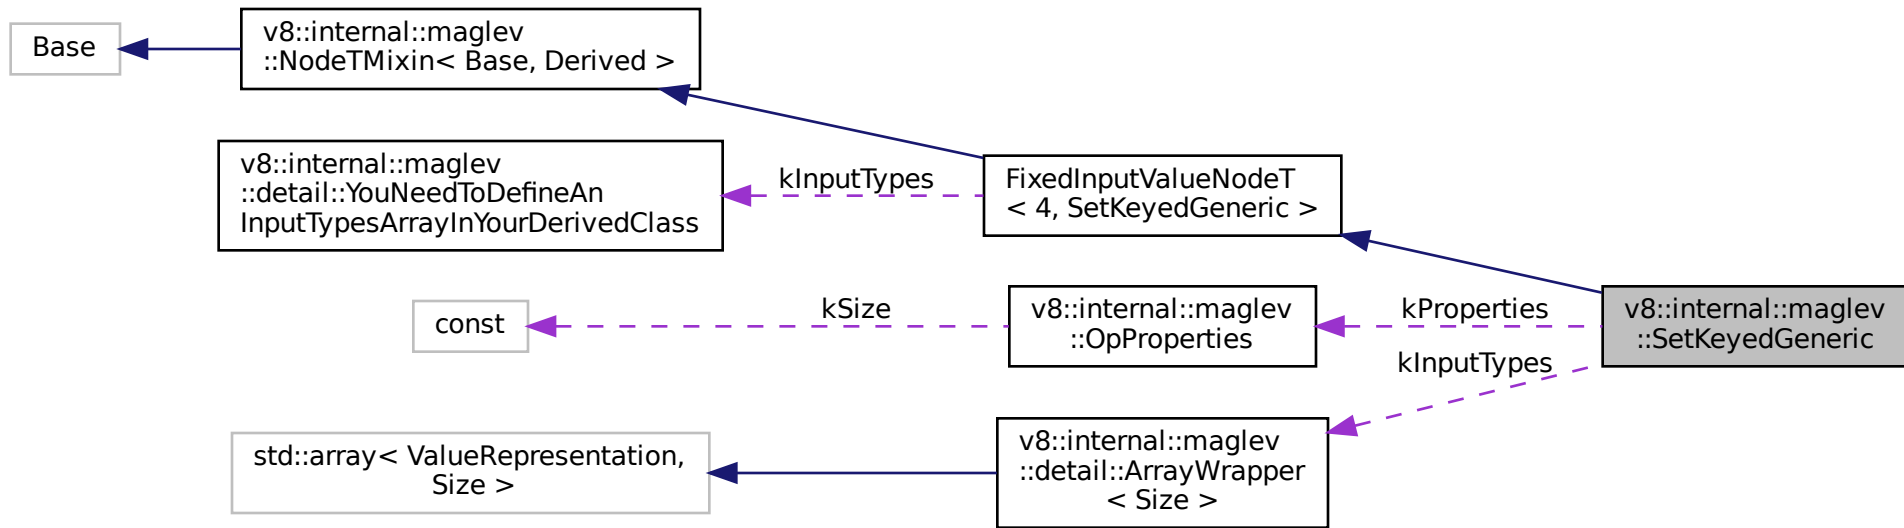 Base
v8::internal::maglev
::NodeTMixin< Base, Derived >
v8::internal::maglev
::detail::YouNeedToDefineAn
InputTypesArrayInYourDerivedClass
kInputTypes
FixedInputValueNodeT
< 4, SetKeyedGeneric >
const
kSize
v8::internal::maglev
::OpProperties
kProperties
v8::internal::maglev
::SetKeyedGeneric
kInputTypes
std::array< ValueRepresentation,
Size >
v8::internal::maglev
::detail::ArrayWrapper
< Size >